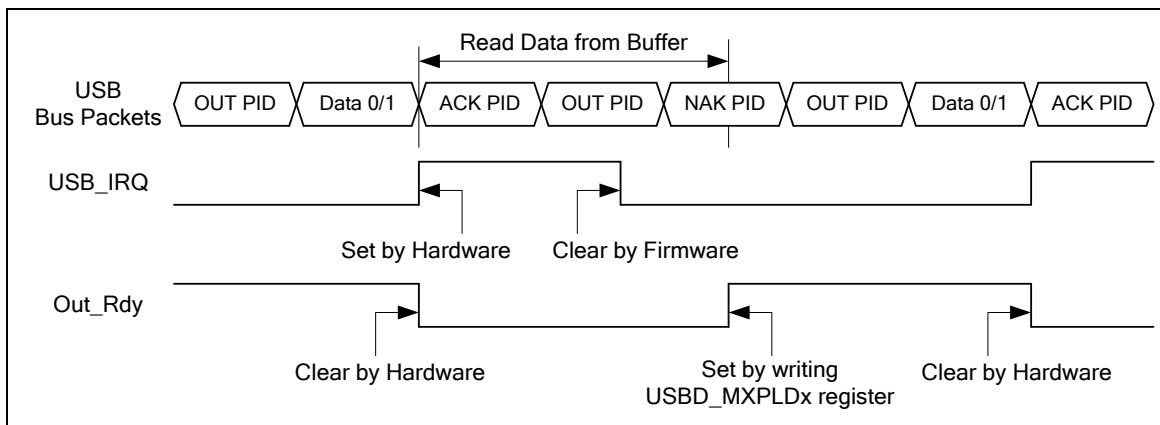 Read Data from Buffer
USB
Bus Packets
OUT PID
Data 0/1
ACK PID
OUT PID
NAK PID
OUT PID
Data 0/1
ACK PID
USB_IRQ
Set by Hardware
Clear by Firmware
Out_Rdy
Clear by Hardware
Set by writing
USBD_MXPLDx register
Clear by Hardware